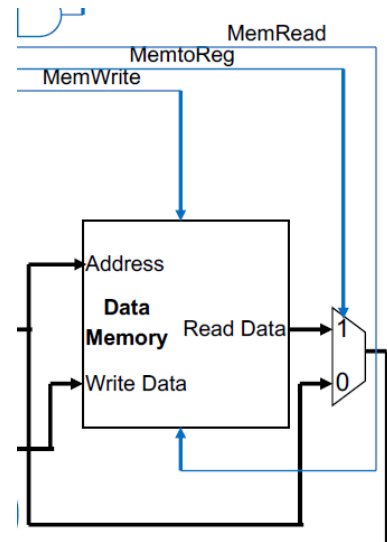 MemRead
MemtoReg
MemWrite
Address
Data
Memory
Read Data
1
Write Data
0